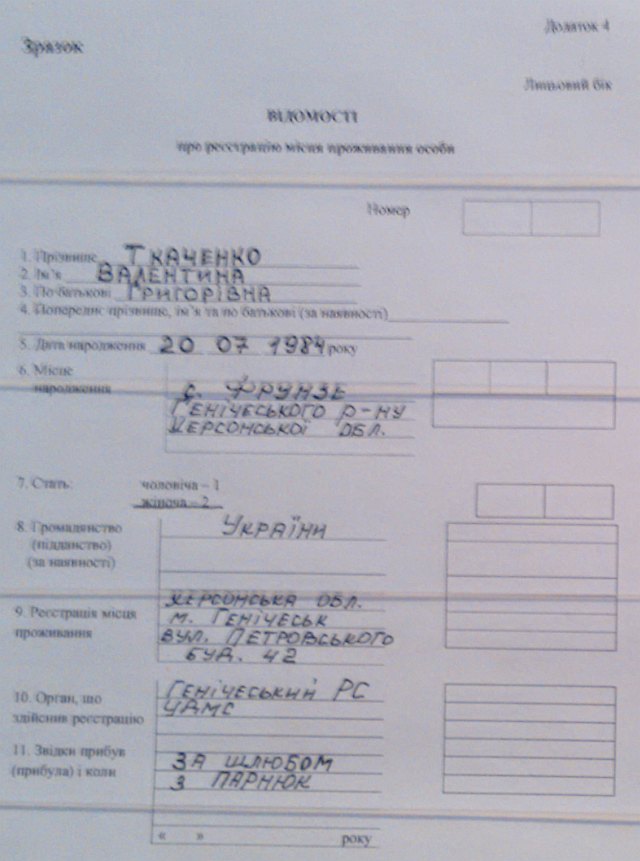 Додаток 4
Зразок
Лицьовий бік
ВІДОМОСТІ
про реєстрацію місця проживання особи
Номер
1. Прізвище ТКАЧЕНКО
2. Ім'я ВАЛЕНТИНА
3. По батькові ГРИГОРІВНА
4. Попереднє прізвище, ім'я та по батькові (за наявності)
5. Дата народження 20 07 1984 року
6. Місце народження с. ФРУНЗЕ
ГЕНІЧЕСЬКОГО Р-НУ
ХЕРСОНСЬКОЇ ОБЛ.
7. Стать: чоловіча – 1
жіноча – 2
8. Громадянство УКРАЇНИ
(підданство)
(за наявності)
ХЕРСОНСЬКА ОБЛ.
9. Реєстрація місця М. ГЕНІЧЕСЬК
проживання ВУЛ. ПЕТРОВСЬКОГО
БУД. 42
10. Орган, що ГЕНІЧЕСЬКИЙ РС
здійснив реєстрацію УДМС
11. Звідки прибув ЗА ШЛЮБОМ
(прибула) і коли З ПАРНЮК
« » року